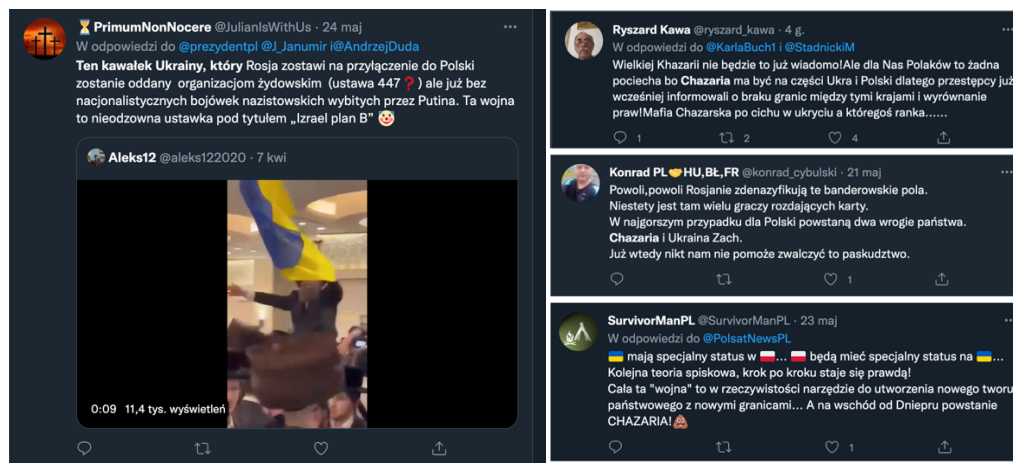 ⏳PrimumNonNocere @JulianIsWithUs · 24 maj
W odpowiedzi do @prezydentpl @J_Janumir i@AndrzejDuda
Ten kawałek Ukrainy, który Rosja zostawi na przyłączenie do Polski
zostanie oddany organizacjom żydowskim (ustawa 447❓) ale już bez
nacjonalistycznych bojówek nazistowskich wybitych przez Putina. Ta wojna
to nieodzowna ustawka pod tytułem „Izrael plan B” 🤡
Aleks12 @aleks122020 · 7 kwi
0:09 11,4 tys. wyświetleń
Ryszard Kawa @ryszard_kawa · 4 g.
W odpowiedzi do @KarlaBuch1 i @StadnickiM
Wielkiej Khazarii nie będzie to już wiadomo!Ale dla Nas Polaków to żadna
pociecha bo Chazaria ma być na części Ukra i Polski dlatego przestępcy już
wcześniej informowali o braku granic między tymi krajami i wyrównanie
praw!Mafia Chazarska po cichu w ukryciu a któregoś ranka......
1 2 4
Konrad PL🤝HU,BŁ,FR @konrad_cybulski · 21 maj
Powoli,powoli Rosjanie zdenazyfikują te banderowskie pola.
Niestety jest tam wielu graczy rozdających karty.
W najgorszym przypadku dla Polski powstaną dwa wrogie państwa.
Chazaria i Ukraina Zach.
Już wtedy nikt nam nie pomoże zwalczyć to paskudztwo.
1
SurvivorManPL @SurvivorManPL · 23 maj
W odpowiedzi do @PolsatNewsPL
🇺🇦 mają specjalny status w 🇵🇱... 🇵🇱 będą mieć specjalny status na 🇺🇦...
Kolejna teoria spiskowa, krok po kroku staje się prawdą!
Cała ta "wojna" to w rzeczywistości narzędzie do utworzenia nowego tworu
państwowego z nowymi granicami... A na wschód od Dniepru powstanie
CHAZARIA!💩
1